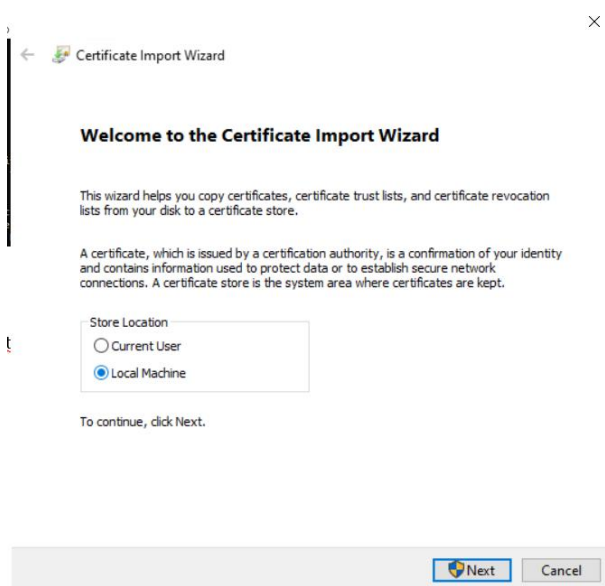 Certificate Import Wizard
Welcome to the Certificate Import Wizard
This wizard helps you copy certificates, certificate trust lists, and certificate revocation
lists from your disk to a certificate store.
A certificate, which is issued by a certification authority, is a confirmation of your identity
and contains information used to protect data or to establish secure network
connections. A certificate store is the system area where certificates are kept.
Store Location
Current User
Local Machine
To continue, click Next.
Next
Cancel